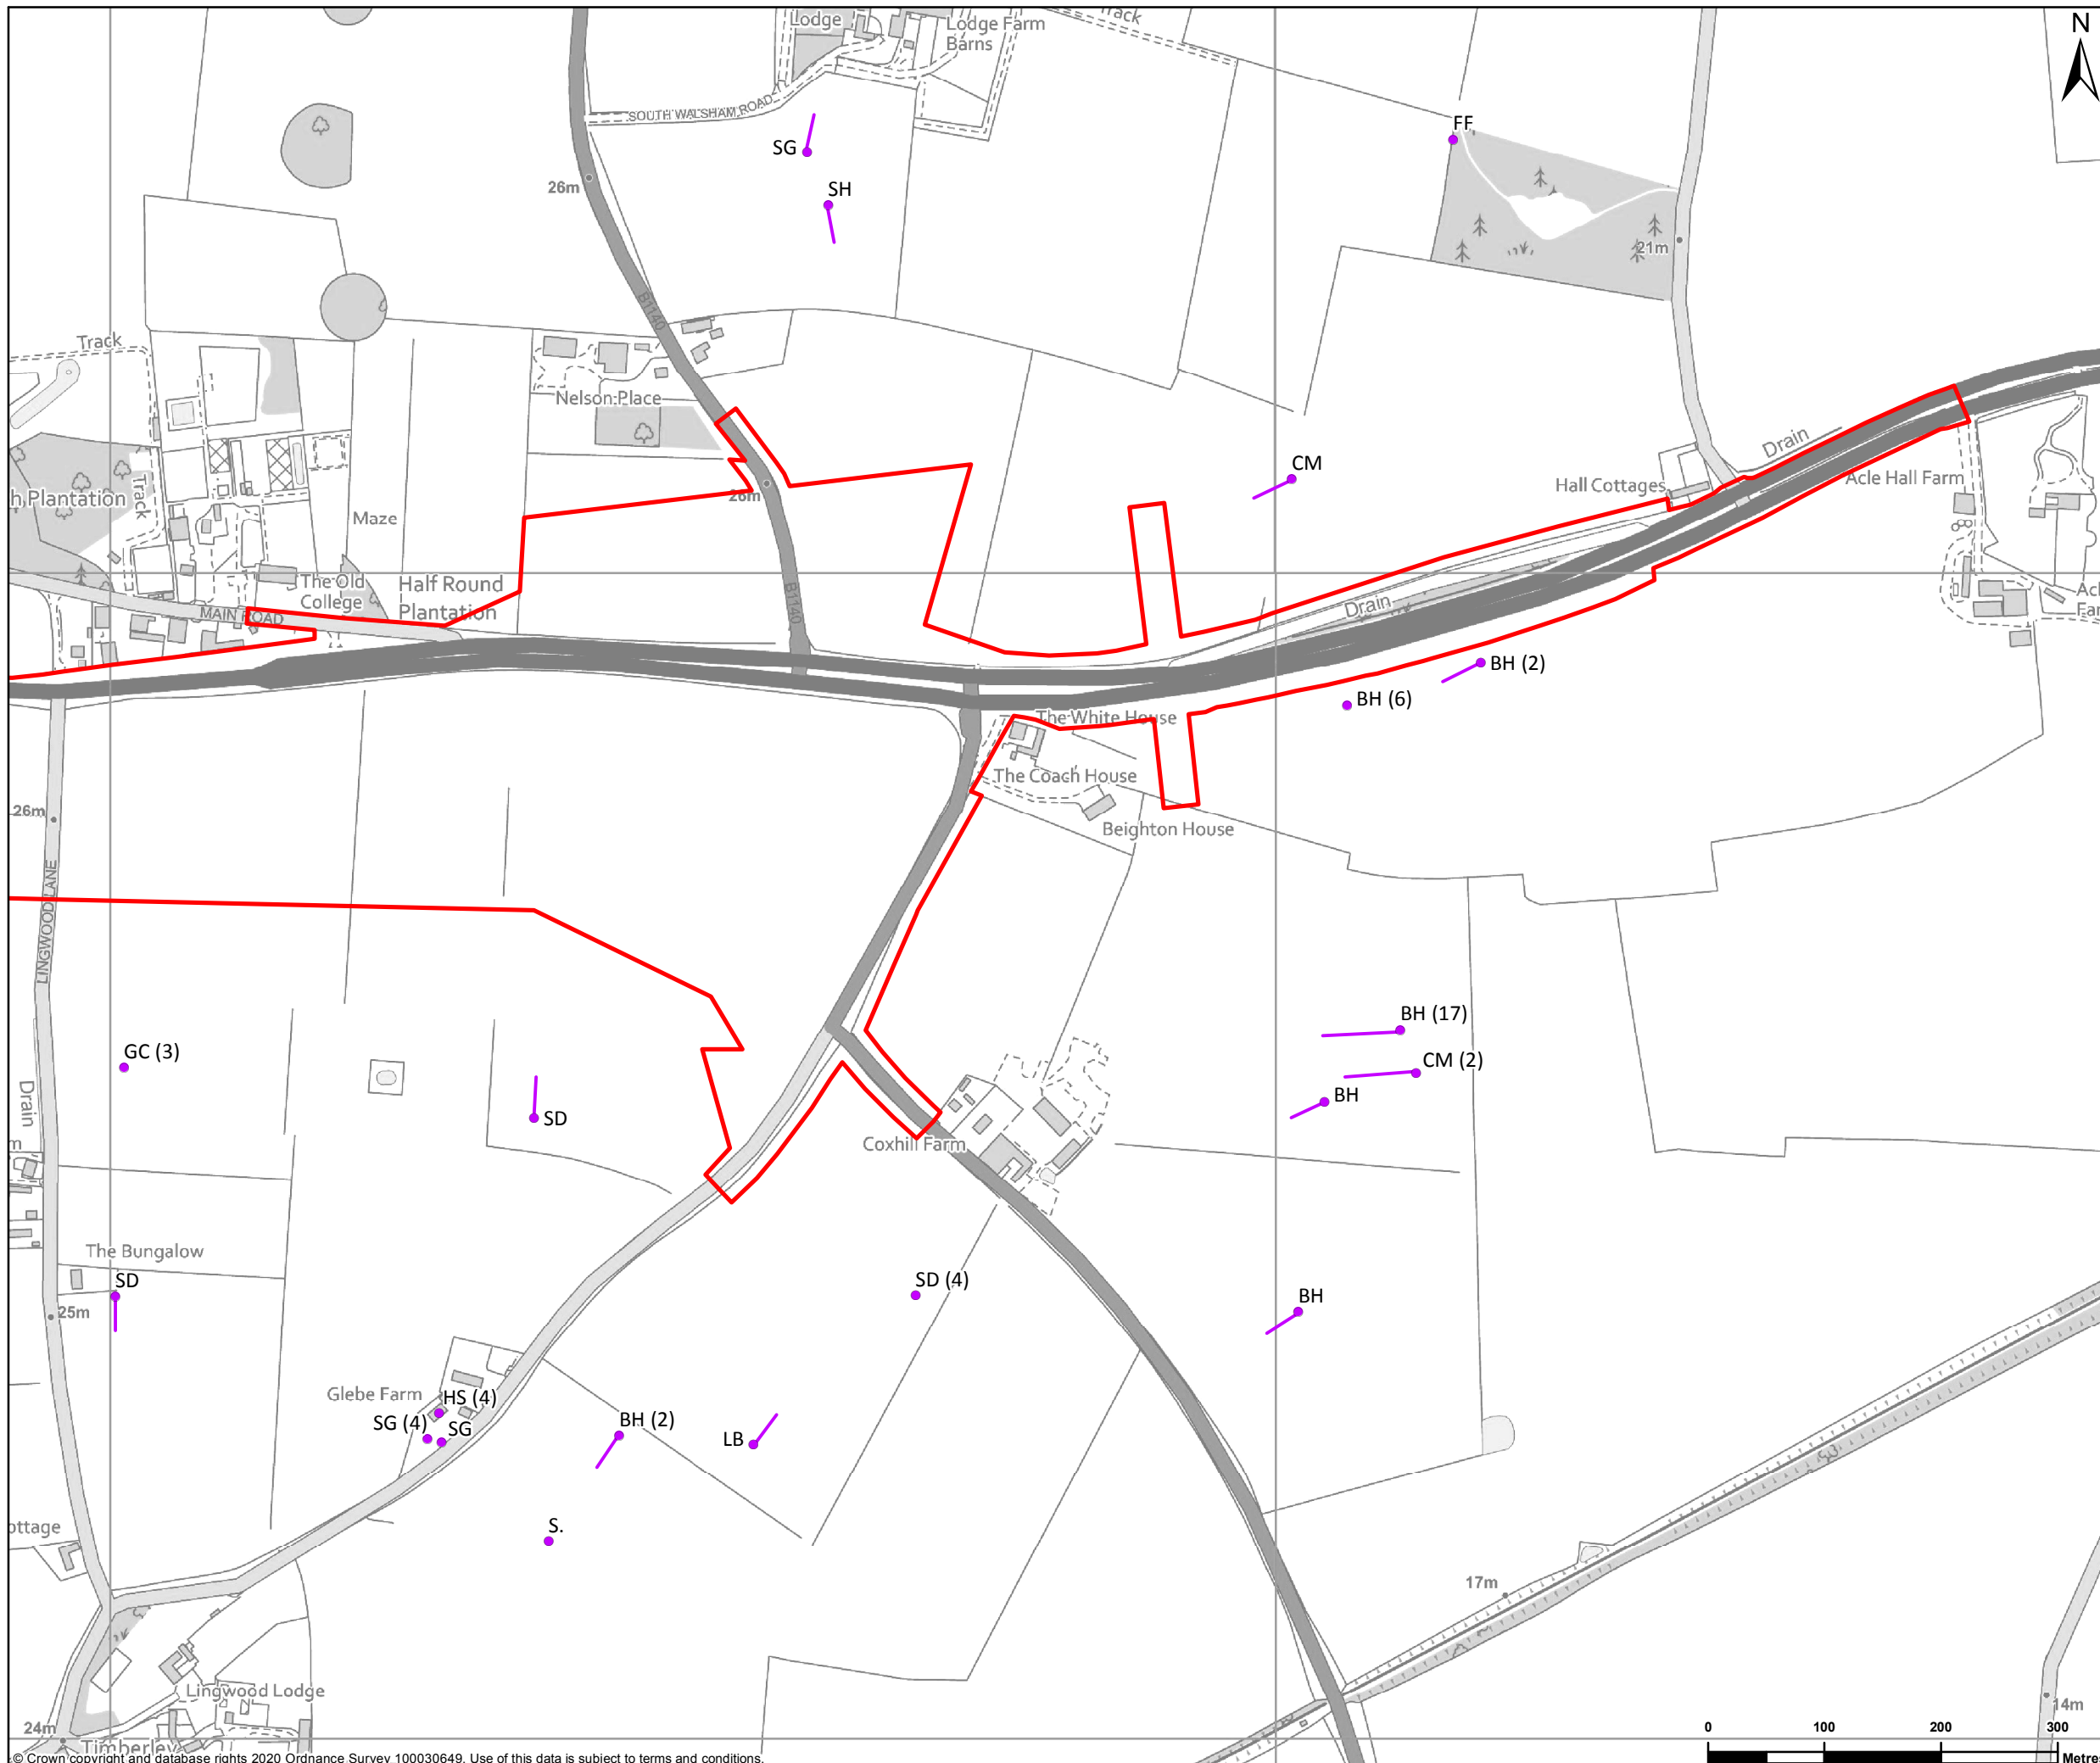 N
Lodge
Lodge Farm
Barns
Track
SOUTH WALSHAM ROAD
SG
26m
SH
FF
21m
B1140
Track
Nelson Place
h Plantation
Track
Maze
26m
CM
Hall Cottages
Drain
Acle Hall Farm
The Old
College
Half Round
Plantation
MAIN ROAD
B1140
Drain
Acl
Far
BH (2)
BH (6)
The White House
The Coach House
Beighton House
26m
LINGWOOD LANE
BH (17)
GC (3)
CM (2)
BH
Drain
SD
m
Coxhill Farm
The Bungalow
SD
SD (4)
BH
25m
Glebe Farm
HS (4)
SG (4)
SG
BH (2)
LB
S.
ottage
17m
Lingwood Lodge
14m
24m
Timberley
0 100 200 300
Metre
© Crown copyright and database rights 2020 Ordnance Survey 100030649. Use of this data is subject to terms and conditions.